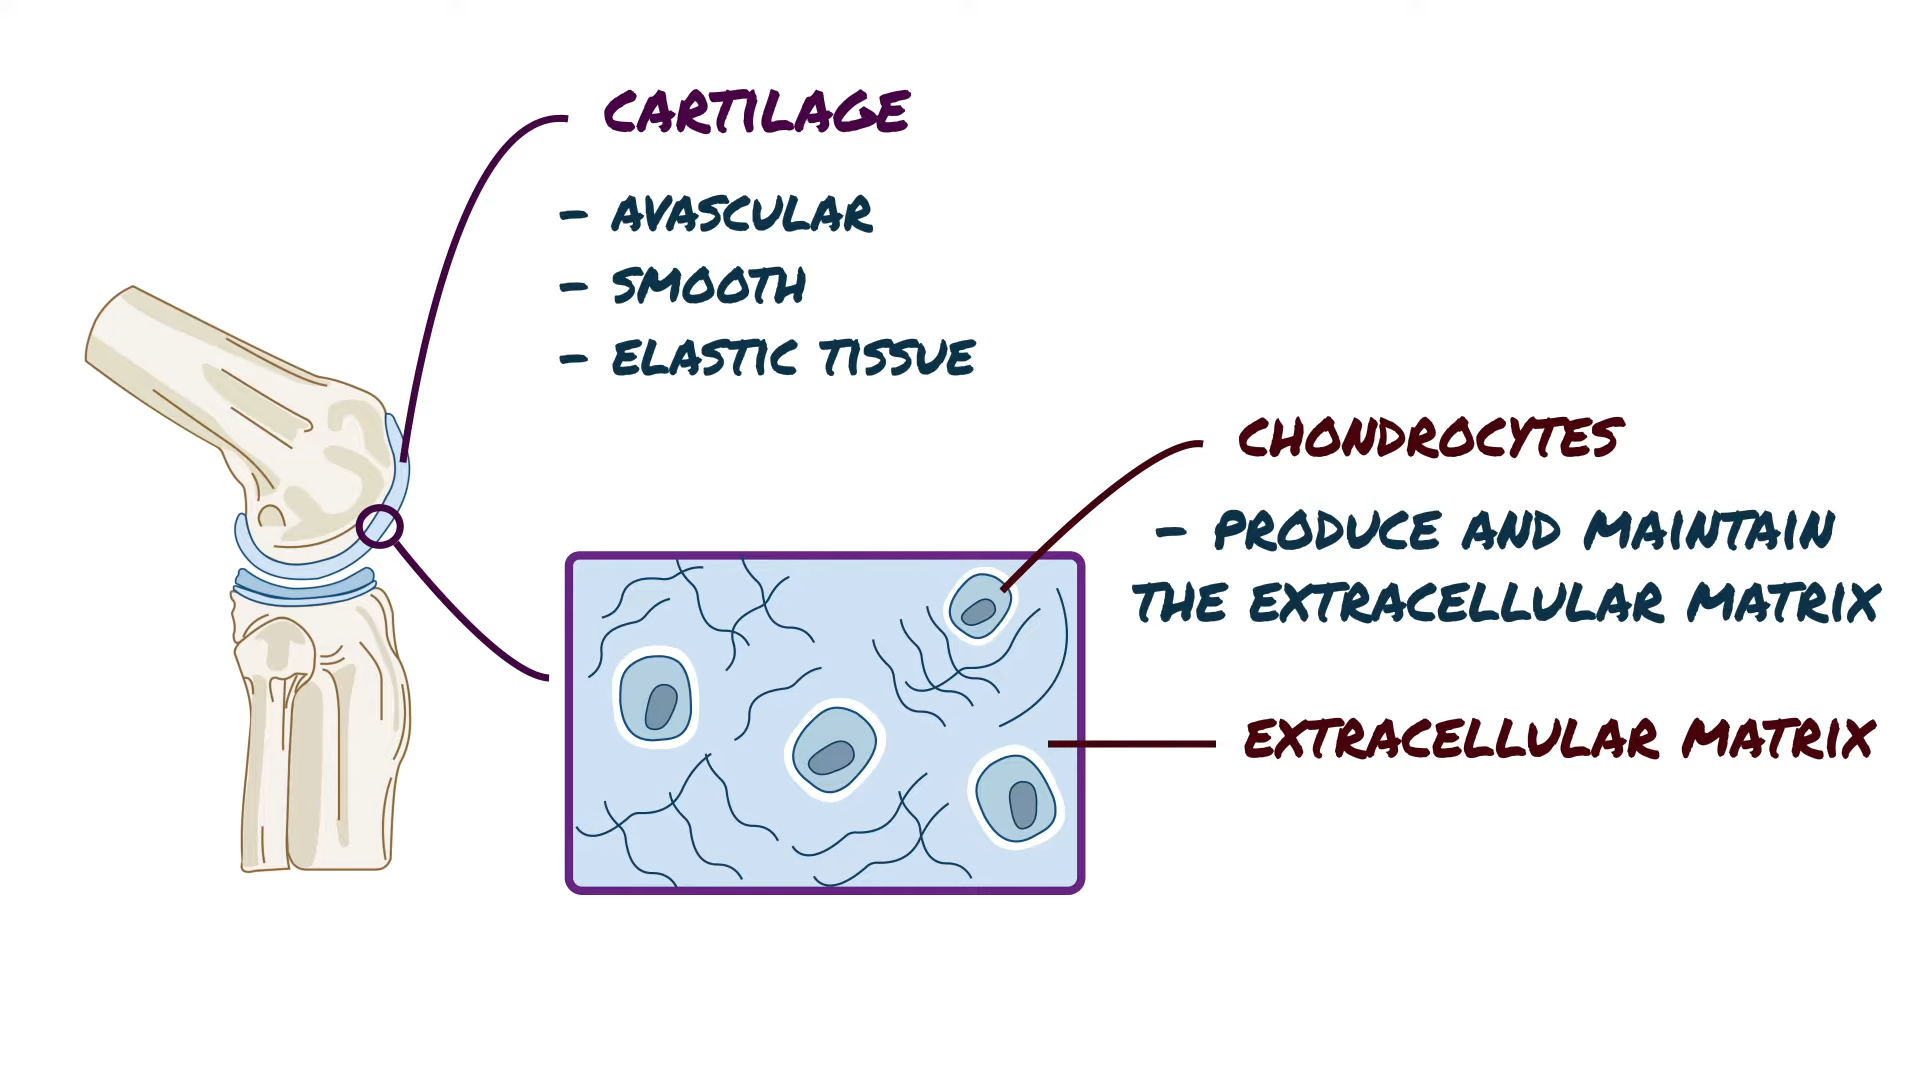 CARTILAGE
- AVASCULAR
- SMOOTH
- ELASTIC TISSUE
CHONDROCYTES
- PRODUCE AND MAINTAIN
THE EXTRACELLULAR MATRIX
EXTRACELLULAR MATRIX